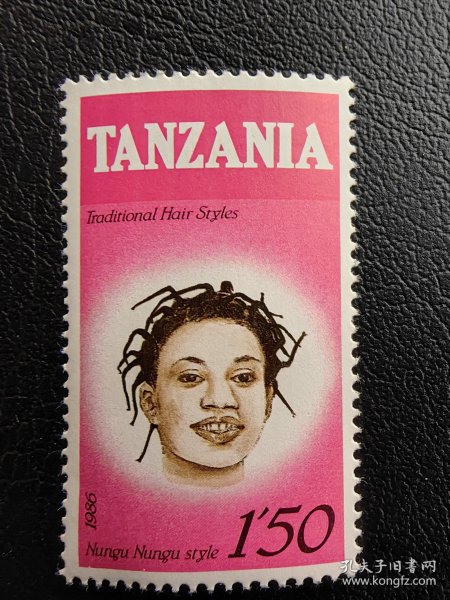 TANZANIA
Traditional Hair Styles
1986
Nungu Nungu style 1'50
孔夫子旧书网
www.kongfz.com